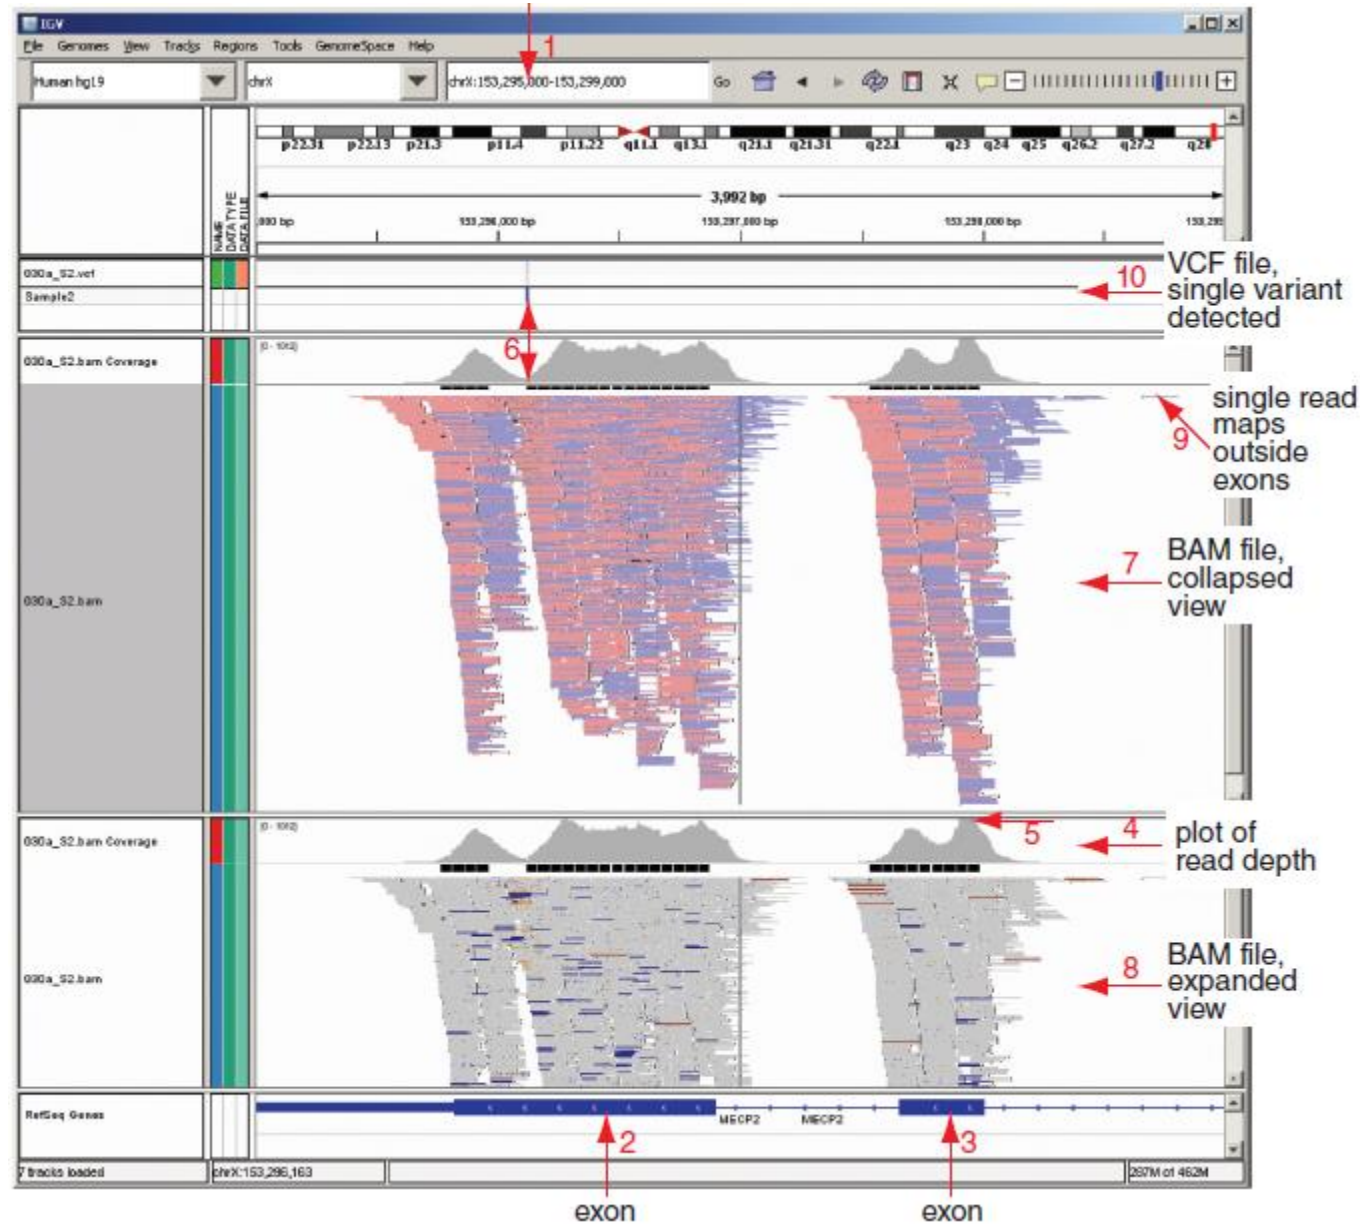 IGV
File Genomes View Tracks Regions Tools GenomeSpace Help
1
Human hg19 chrX chrX:153,295,000-153,299,000 Go
p22.31 p22.13 p21.3 p11.4 p11.22 q11.1 q13.1 q21.1 q21.31 q22.1 q23 q24 q25 q26.2 q27.2 q28
3,992 bp
153,296,000 bp 153,297,000 bp 153,298,000 bp
NAME
DATA TYPE
DATA FILE
030a_S2.vcf
Sample2
10
VCF file,
single variant
detected
6
030a_S2.bam Coverage
[0 - 1012]
9
single read
maps
outside
exons
030a_S2.bam
7
BAM file,
collapsed
view
030a_S2.bam Coverage
[0 - 1012]
5
4
plot of
read depth
030a_S2.bam
8
BAM file,
expanded
view
RefSeq Genes
MECP2 MECP2
2
3
7 tracks loaded chrX:153,296,163 287M of 462M
exon exon